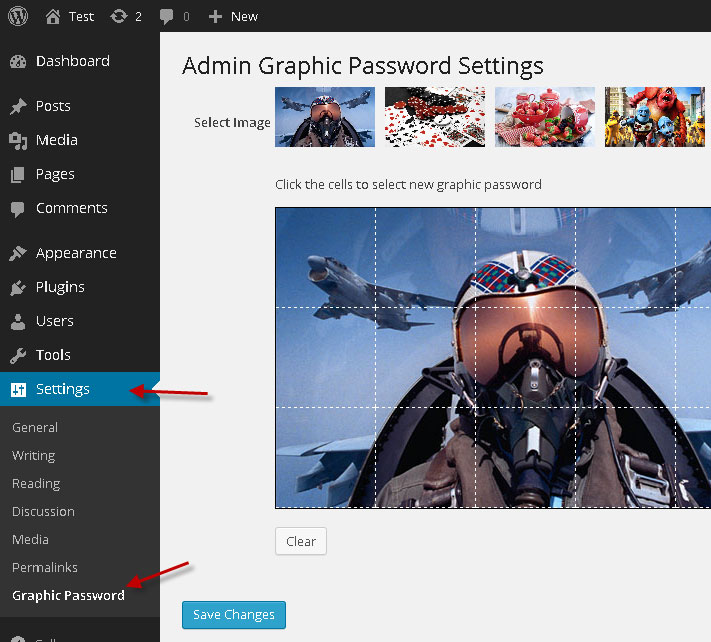 Test 2 0 New
Dashboard
Posts
Media
Pages
Comments
Appearance
Plugins
Users
Tools
Settings
General
Writing
Reading
Discussion
Media
Permalinks
Graphic Password
Admin Graphic Password Settings
Select Image
Click the cells to select new graphic password
Clear
Save Changes